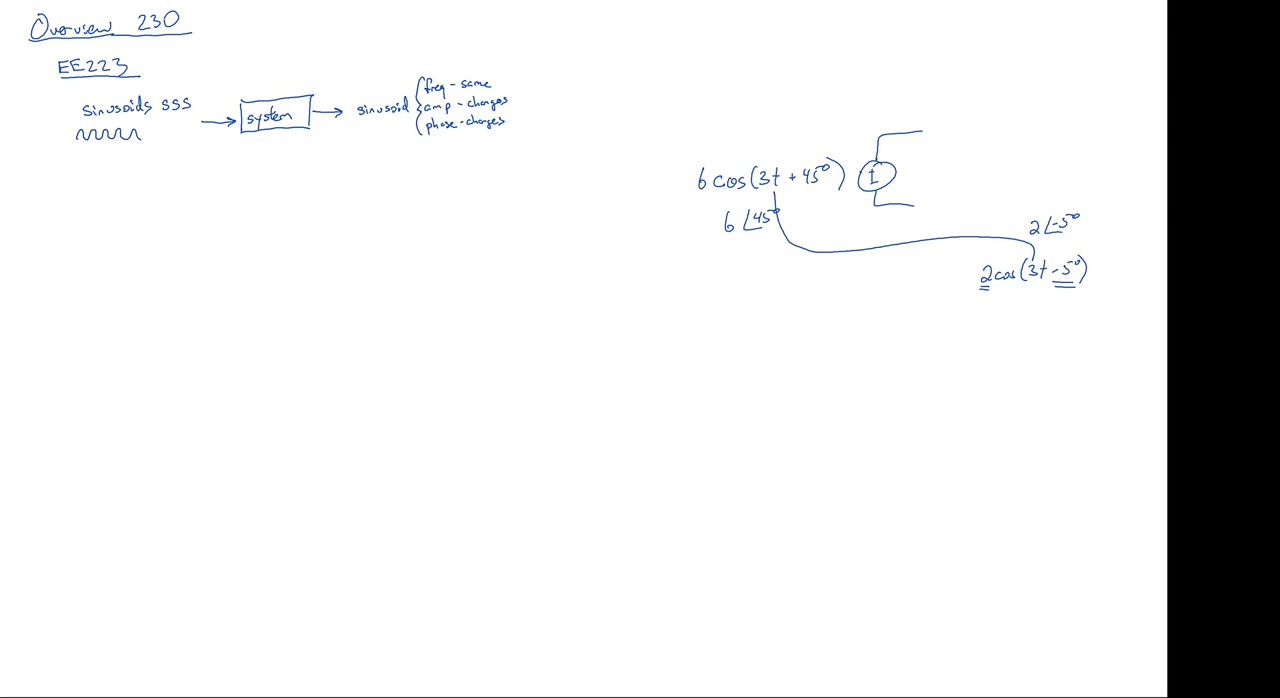 Overview 230
EE223
sinusoids SSS
system
sinusoid
freq - same
amp - changes
phase - changes
6 cos(3t + 45°)
I
6 ∠45°
2 ∠-5°
2cos(3t - 5°)